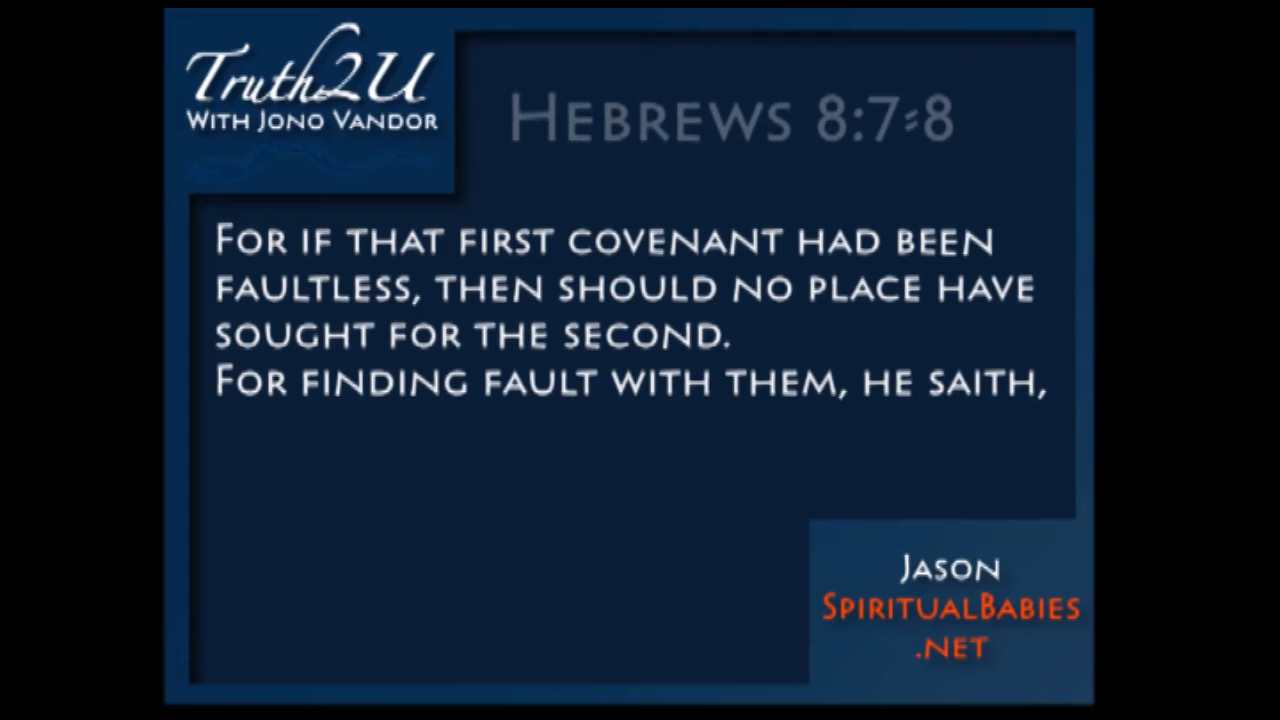 Truth2U
With Jono Vandor
Hebrews 8:7-8
For if that first covenant had been
faultless, then should no place have
sought for the second.
For finding fault with them, he saith,
Jason
SpiritualBabies
.net